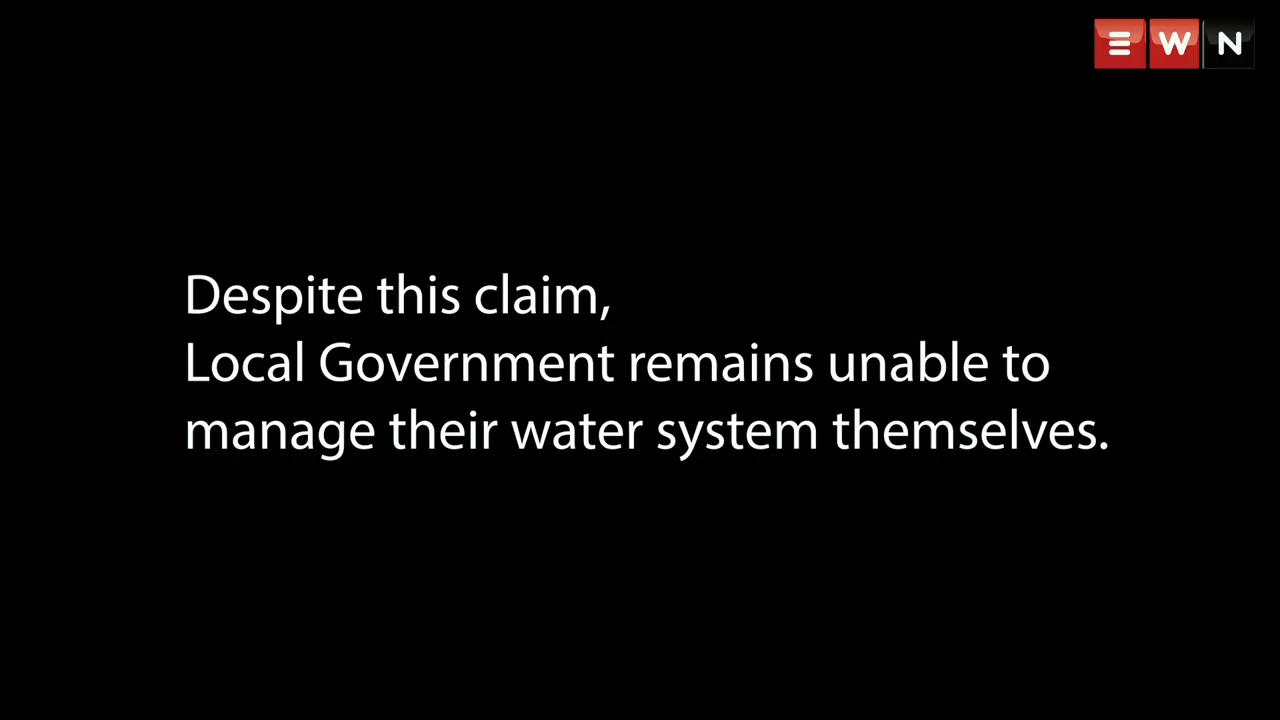 EWN
Despite this claim,
Local Government remains unable to
manage their water system themselves.